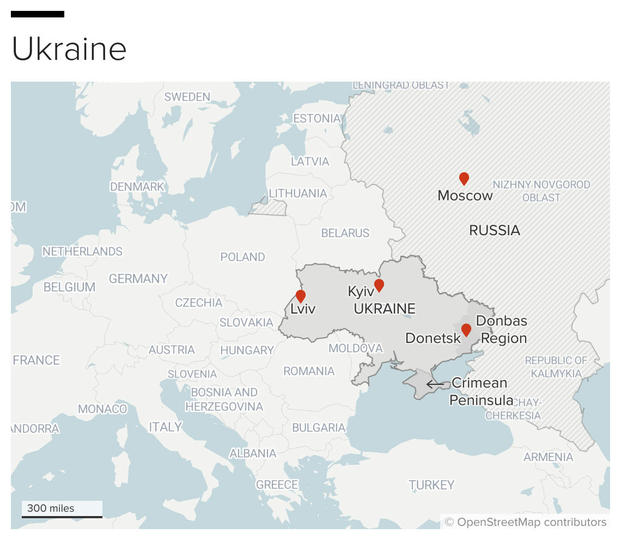 Ukraine
LENINGRAD OBLAST
SWEDEN
ESTONIA
LATVIA
Moscow
NIZHNY NOVGOROD
OBLAST
DENMARK
LITHUANIA
OM
RUSSIA
BELARUS
NETHERLANDS
POLAND
GERMANY
BELGIUM
Kyiv
CZECHIA
Lviv
UKRAINE
Donbas
Region
SLOVAKIA
Donetsk
FRANCE
AUSTRIA
HUNGARY
MOLDOVA
REPUBLIC OF
KALMYKIA
SLOVENIA
ROMANIA
Crimean
Peninsula
BOSNIA AND
HERZEGOVINA
CHAY-
CHERKESIA
MONACO
ANDORRA
ITALY
BULGARIA
ALBANIA
ARMENIA
GREECE
TURKEY
300 miles
© OpenStreetMap contributors